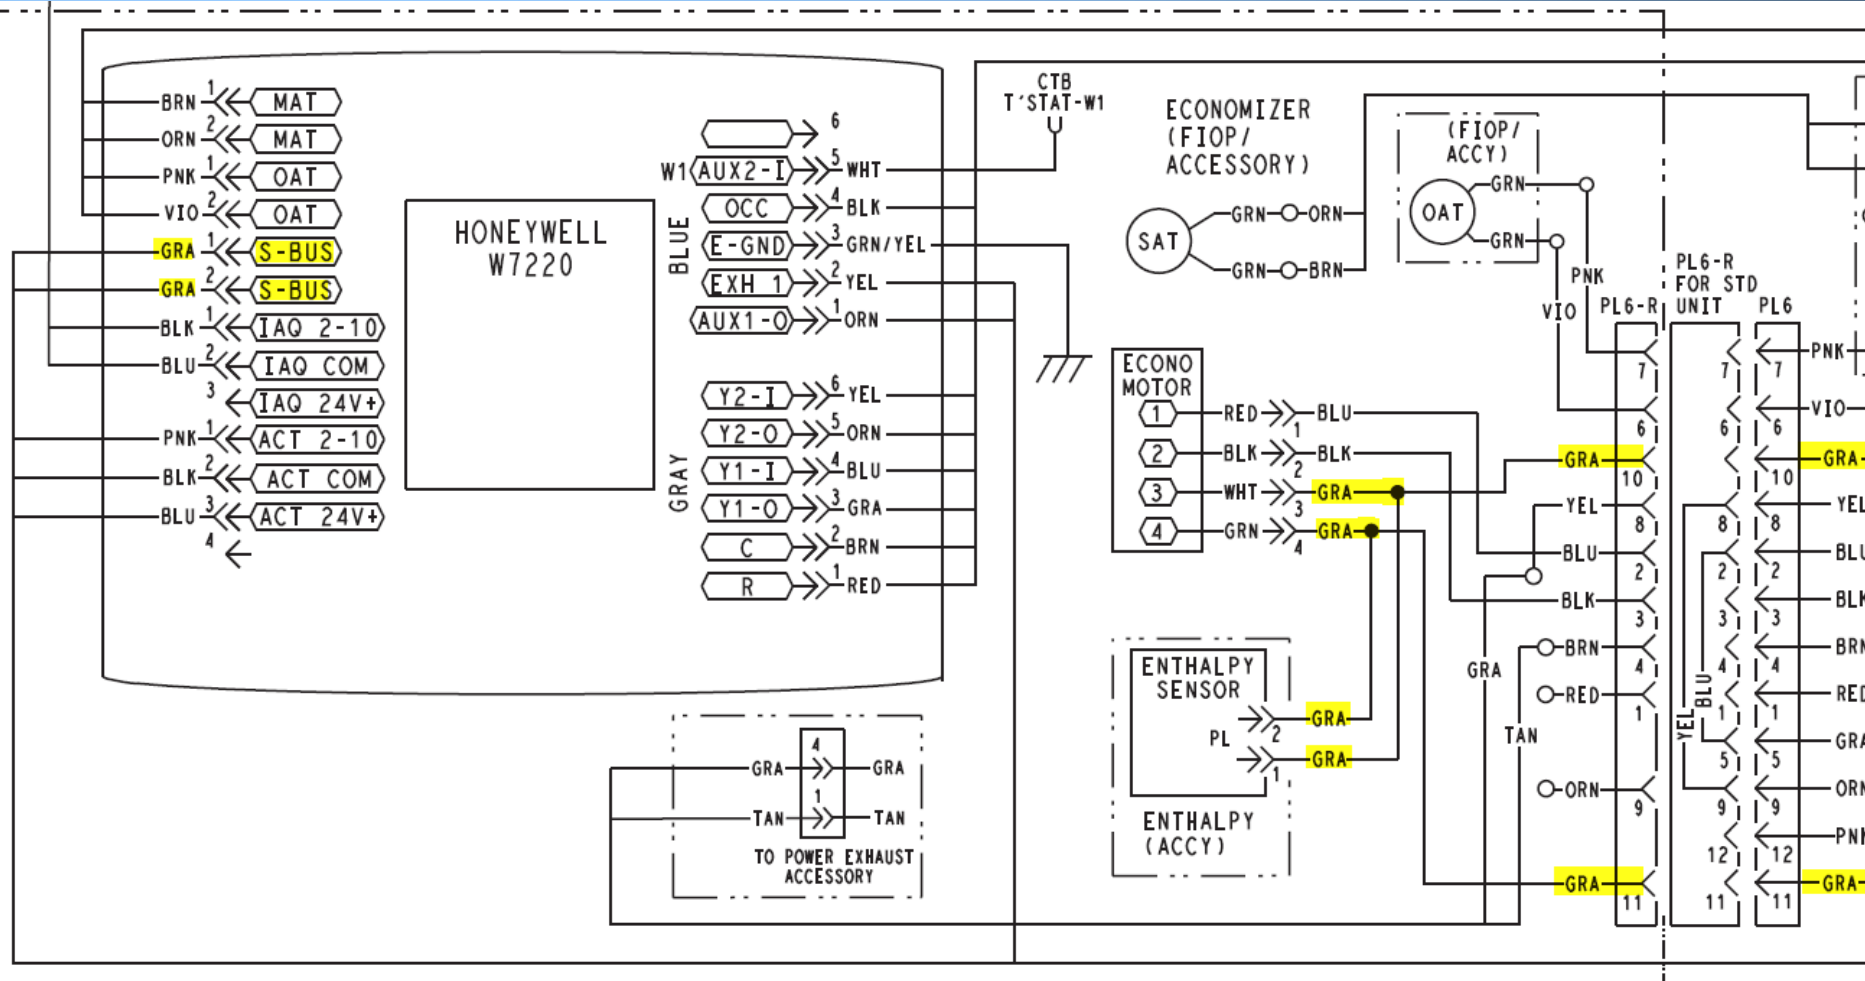 BRN 1 MAT
ORN 2 MAT
PNK 1 OAT
VIO 2 OAT
GRA 1 S-BUS
GRA 2 S-BUS
BLK 1 IAQ 2-10
BLU 2 IAQ COM
3 IAQ 24V+
PNK 1 ACT 2-10
BLK 2 ACT COM
BLU 3 ACT 24V+
4
HONEYWELL
W7220
BLUE
6
W1 AUX2-I 5 WHT
OCC 4 BLK
E-GND 3 GRN/YEL
EXH 1 2 YEL
AUX1-O 1 ORN
GRAY
Y2-I 6 YEL
Y2-O 5 ORN
Y1-I 4 BLU
Y1-O 3 GRA
C 2 BRN
R 1 RED
CTB
T'STAT-W1
ECONOMIZER
(FIOP/
ACCESSORY)
SAT
GRN ORN
GRN BRN
(FIOP/
ACCY)
OAT
GRN
GRN
PNK
VIO
ECONO
MOTOR
1 RED 1 BLU
2 BLK 2 BLK
3 WHT 3 GRA
4 GRN 4 GRA
ENTHALPY
SENSOR
PL
2 GRA
1 GRA
ENTHALPY
(ACCY)
GRA 4 GRA
TAN 1 TAN
TO POWER EXHAUST
ACCESSORY
GRA
TAN
PL6-R
7
6
GRA 10
YEL 8
BLU 2
BLK 3
BRN 4
RED 1
ORN 9
GRA 11
PL6-R
FOR STD
UNIT
7
6
8
2
3
4
1
5
9
12
11
YEL
BLU
PL6
7 PNK
6 VIO
10 GRA
8 YEL
2 BLU
3 BLK
4 BRN
1 RED
5 GRA
9 ORN
12 PNK
11 GRA